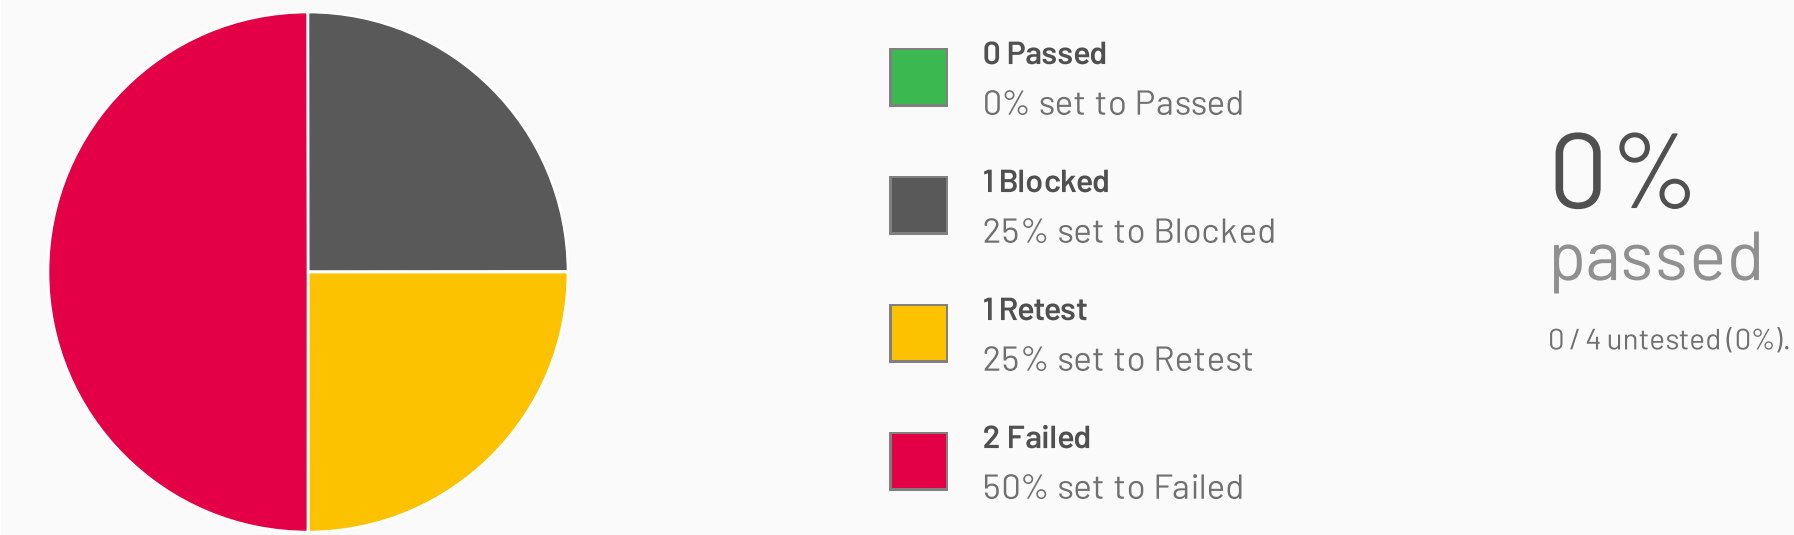 0 Passed
0% set to Passed
1 Blocked
25% set to Blocked
1 Retest
25% set to Retest
2 Failed
50% set to Failed
0%
passed
0 / 4 untested (0%).